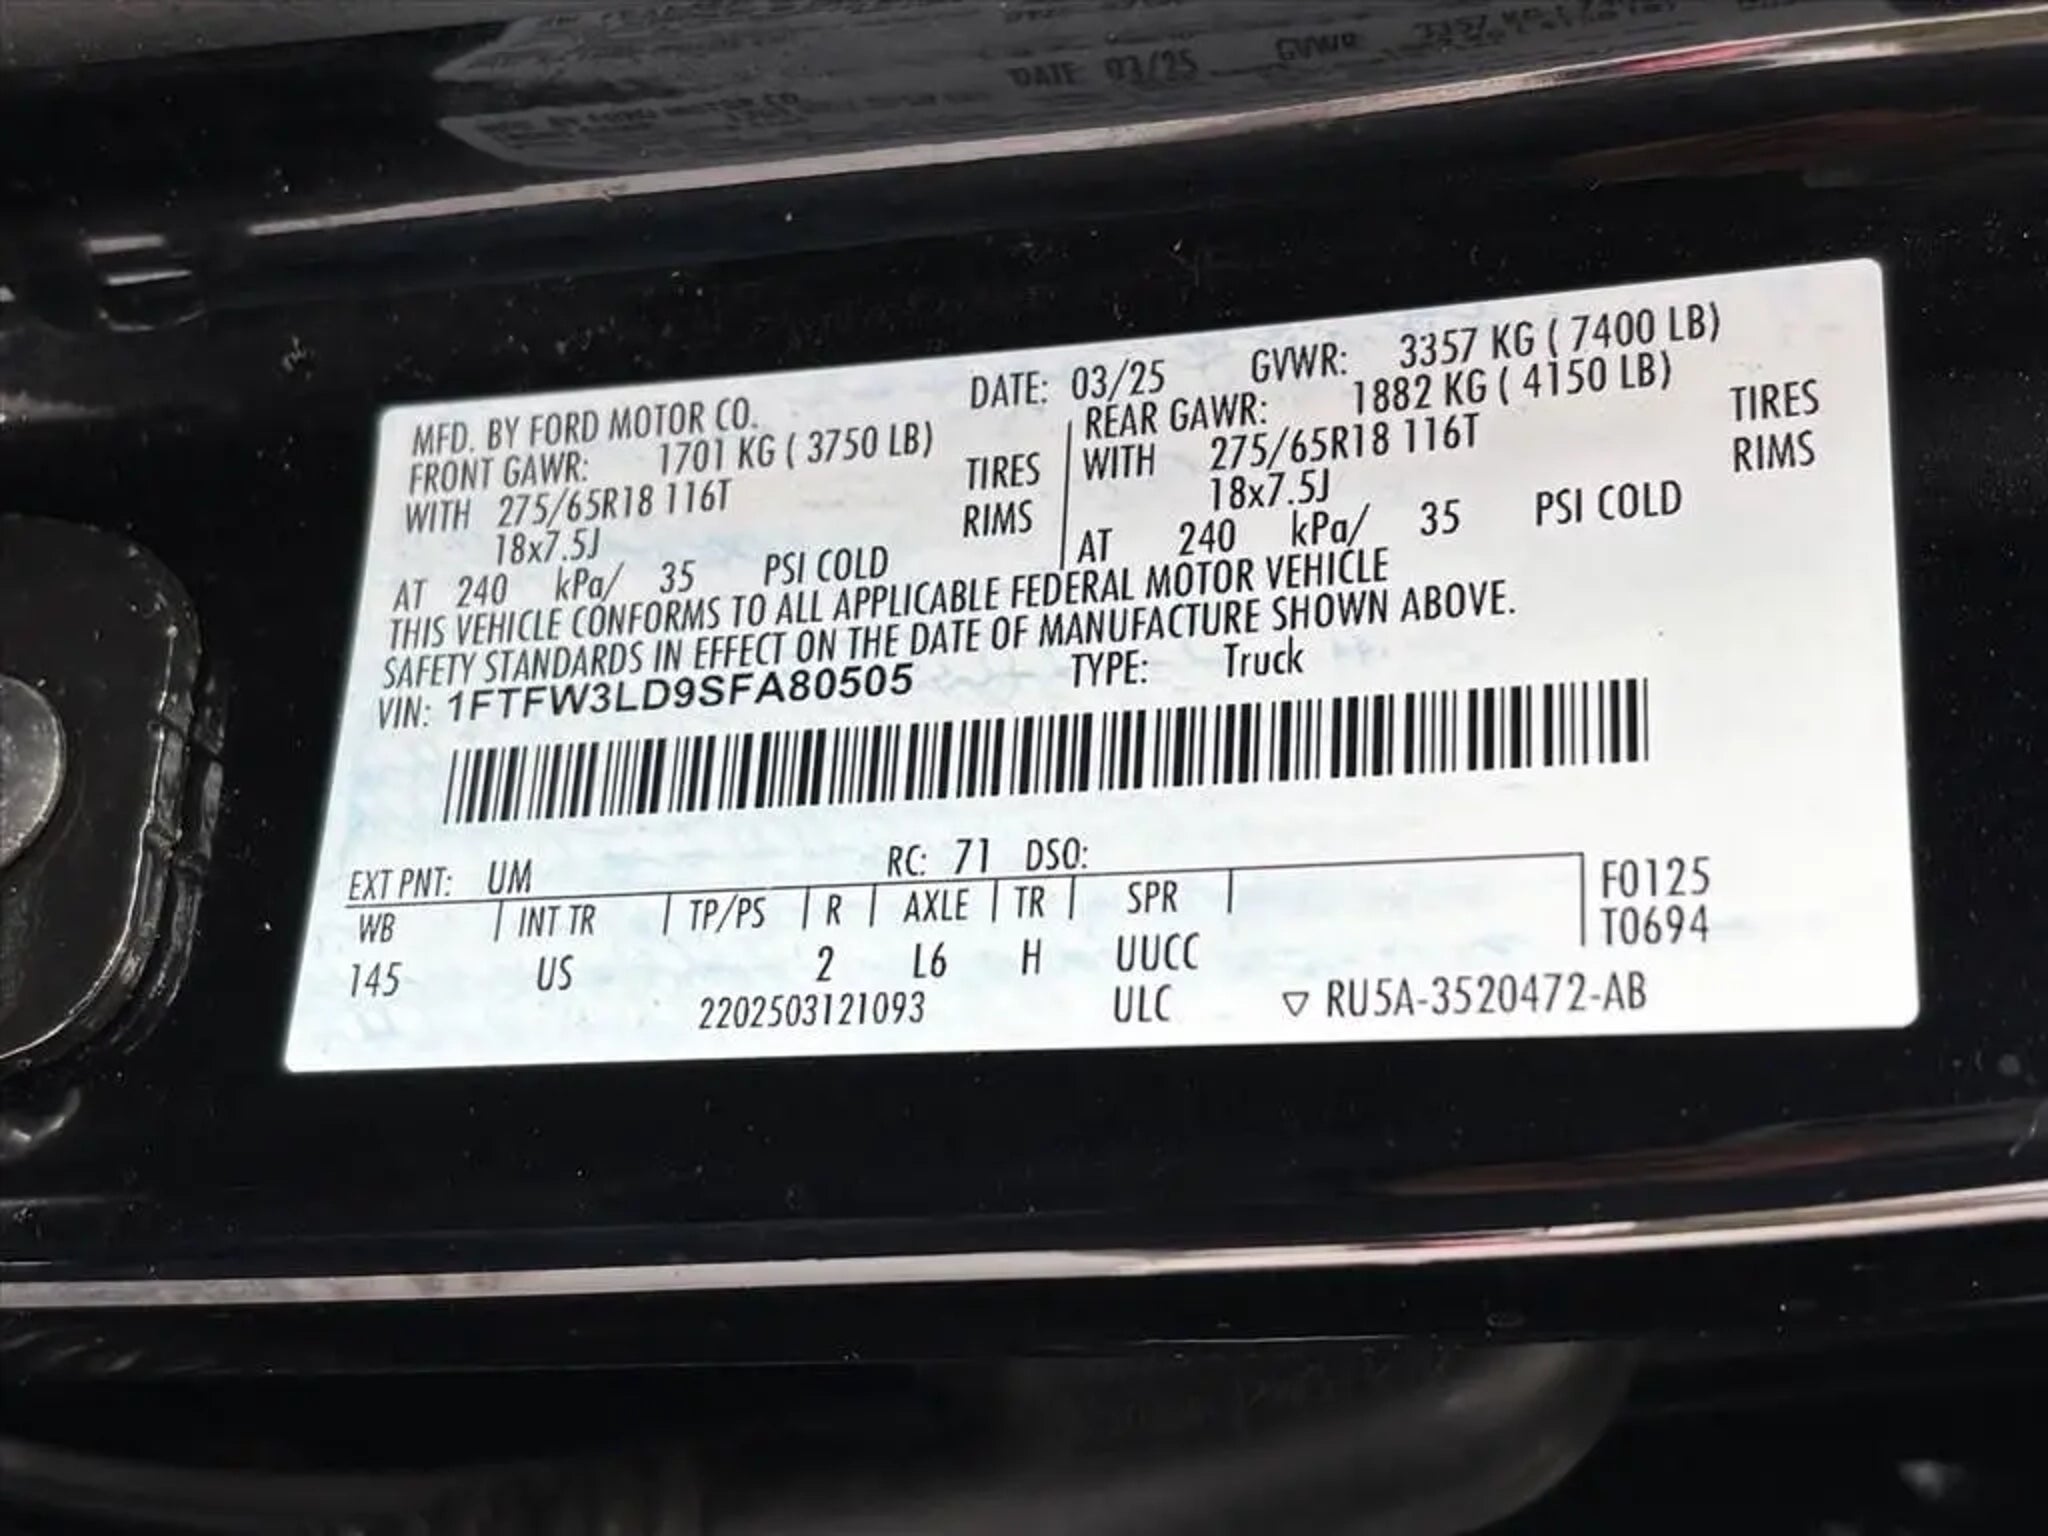 DATE 03/25 GVWR
MFD. BY FORD MOTOR CO. DATE: 03/25 GVWR: 3357 KG ( 7400 LB)
FRONT GAWR: 1701 KG ( 3750 LB) REAR GAWR: 1882 KG ( 4150 LB)
WITH 275/65R18 116T TIRES WITH 275/65R18 116T TIRES
18x7.5J RIMS 18x7.5J RIMS
AT 240 kPa/ 35 PSI COLD AT 240 kPa/ 35 PSI COLD
THIS VEHICLE CONFORMS TO ALL APPLICABLE FEDERAL MOTOR VEHICLE
SAFETY STANDARDS IN EFFECT ON THE DATE OF MANUFACTURE SHOWN ABOVE.
VIN: 1FTFW3LD9SFA80505 TYPE: Truck
EXT PNT: UM RC: 71 DSO:
WB INT TR TP/PS R AXLE TR SPR F0125
T0694
145 US 2 L6 H UUCC
2202503121093 ULC ▽ RU5A-3520472-AB